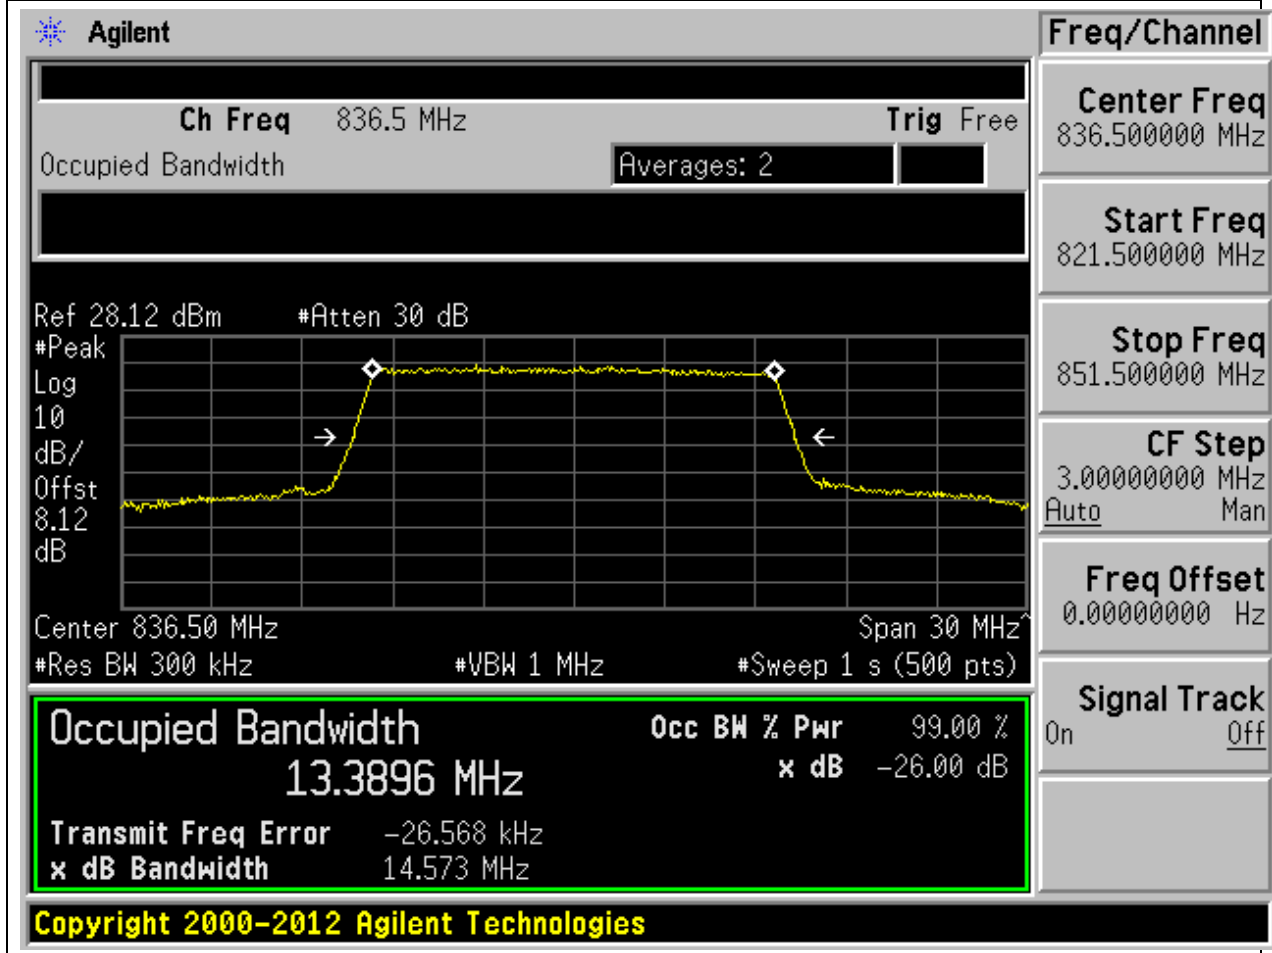 Agilent
Freq/Channel
Ch Freq 836.5 MHz Trig Free
Occupied Bandwidth Averages: 2
Ref 28.12 dBm #Atten 30 dB
#Peak
Log
10
dB/
Offst
8.12
dB
Center 836.50 MHz Span 30 MHz^
#Res BW 300 kHz #VBW 1 MHz #Sweep 1 s (500 pts)
Occupied Bandwidth Occ BW % Pwr 99.00 %
13.3896 MHz x dB -26.00 dB
Transmit Freq Error -26.568 kHz
x dB Bandwidth 14.573 MHz
Copyright 2000-2012 Agilent Technologies
Center Freq
836.500000 MHz
Start Freq
821.500000 MHz
Stop Freq
851.500000 MHz
CF Step
3.00000000 MHz
Auto Man
Freq Offset
0.00000000 Hz
Signal Track
On Off